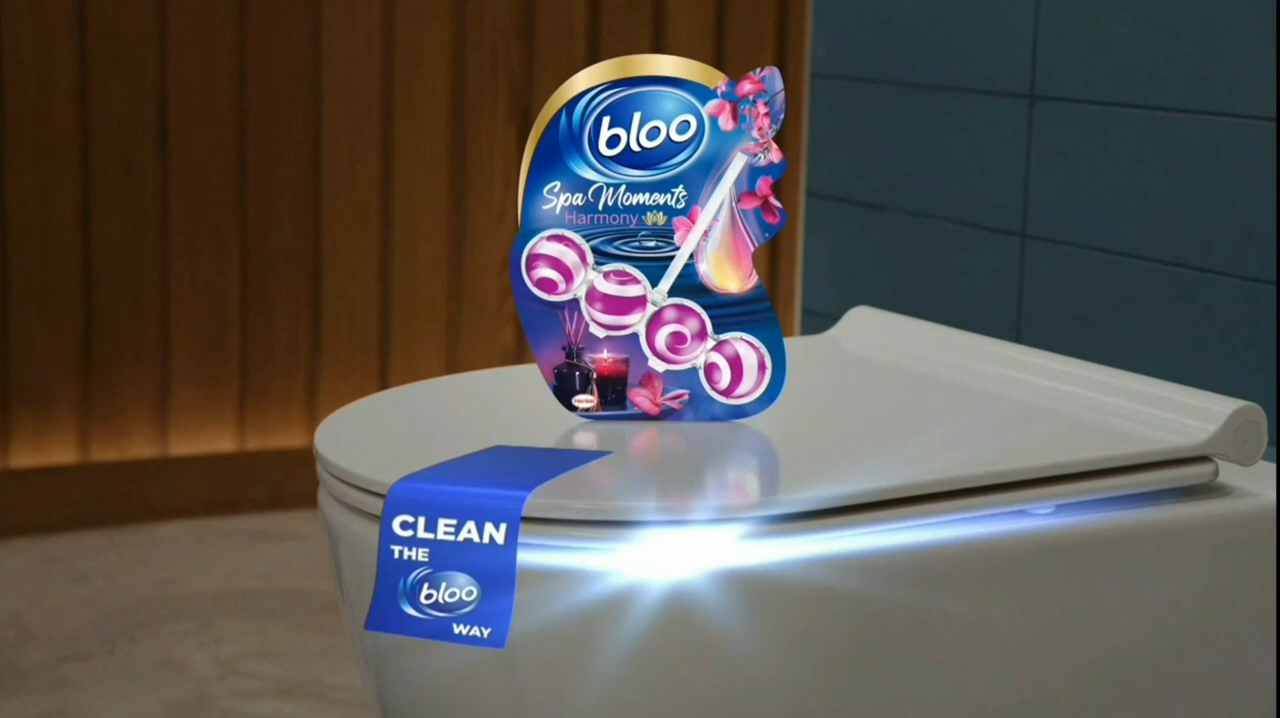 bloo
Spa Moments
Harmony
Henkel
CLEAN
THE
bloo
WAY